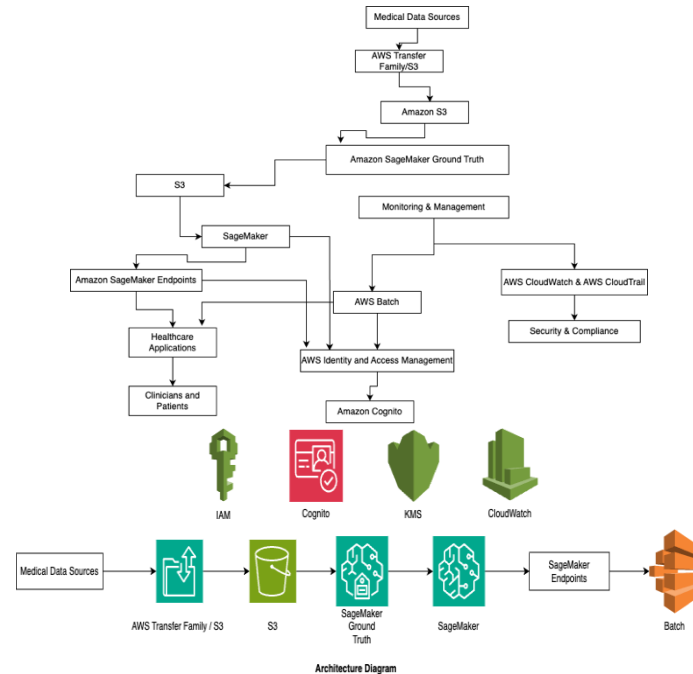 Medical Data Sources
AWS Transfer
Family/S3
Amazon S3
Amazon SageMaker Ground Truth
S3
Monitoring & Management
SageMaker
Amazon SageMaker Endpoints
AWS CloudWatch & AWS CloudTrail
AWS Batch
Healthcare
Applications
Security & Compliance
AWS Identity and Access Management
Clinicians and
Patients
Amazon Cognito
IAM
Cognito
KMS
CloudWatch
Medical Data Sources
AWS Transfer Family / S3
S3
SageMaker
Ground
Truth
SageMaker
SageMaker
Endpoints
Batch
Architecture Diagram